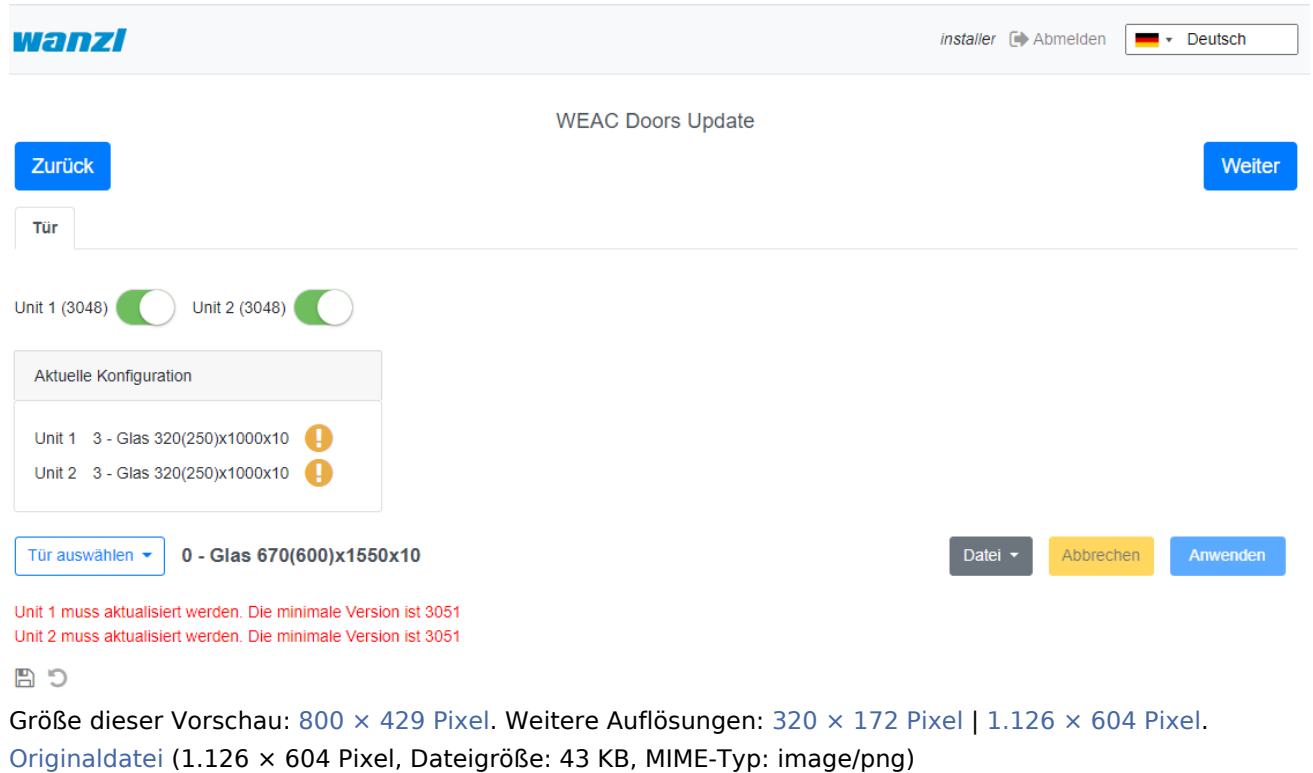 wanzl
installer Abmelden Deutsch
WEAC Doors Update
Zurück Weiter
Tür
Unit 1 (3048) Unit 2 (3048)
Aktuelle Konfiguration
Unit 1 3 - Glas 320(250)x1000x10
Unit 2 3 - Glas 320(250)x1000x10
Tür auswählen 0 - Glas 670(600)x1550x10 Datei Abbrechen Anwenden
Unit 1 muss aktualisiert werden. Die minimale Version ist 3051
Unit 2 muss aktualisiert werden. Die minimale Version ist 3051
Größe dieser Vorschau: 800 × 429 Pixel. Weitere Auflösungen: 320 × 172 Pixel | 1.126 × 604 Pixel.
Originaldatei (1.126 × 604 Pixel, Dateigröße: 43 KB, MIME-Typ: image/png)